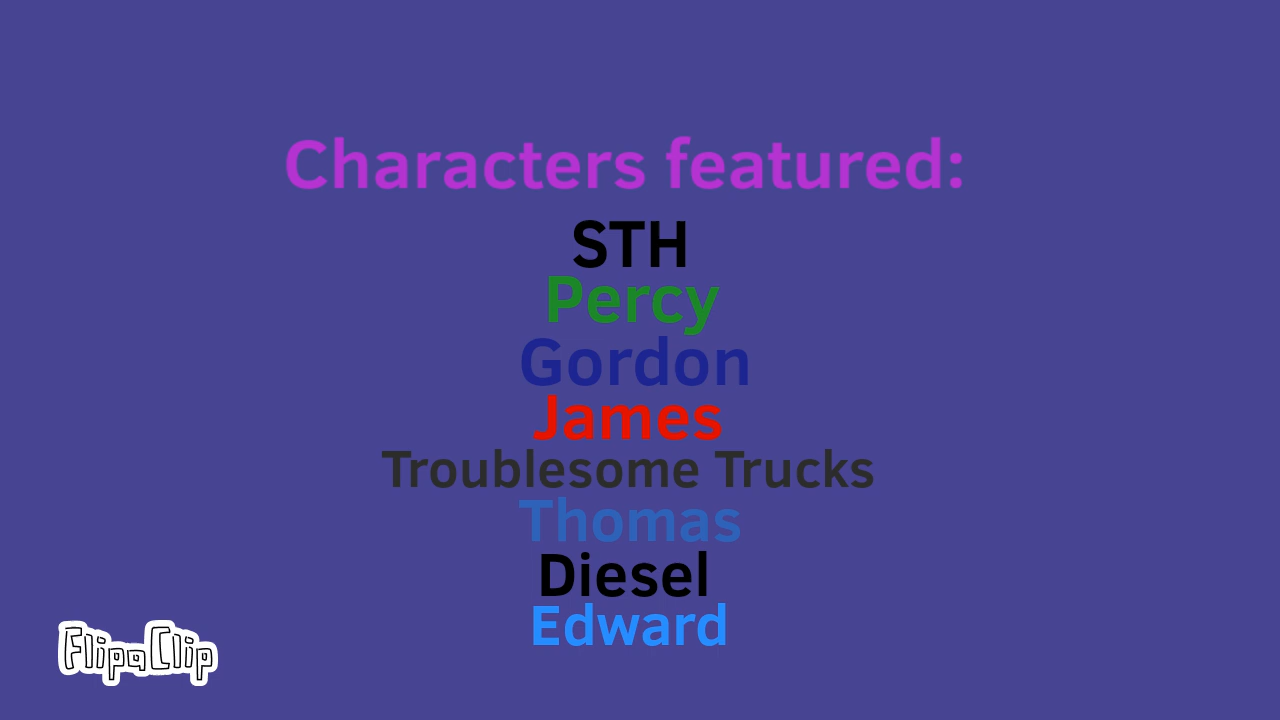 Characters featured:
STH
Percy
Gordon
James
Troublesome Trucks
Thomas
Diesel
Edward
FlipaClip